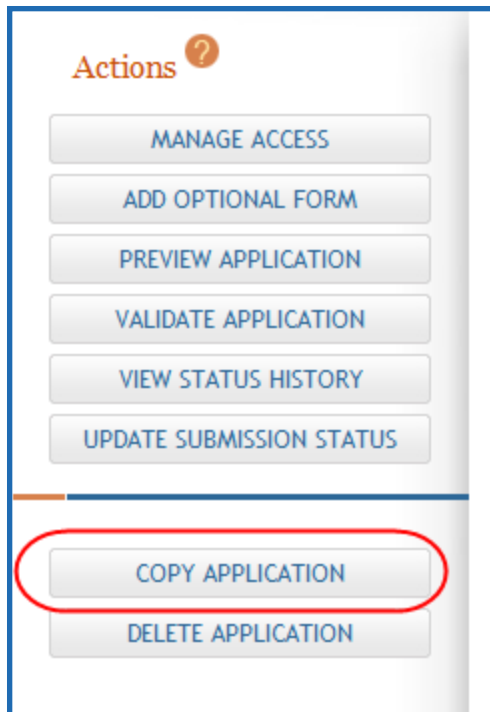 Actions ?
MANAGE ACCESS
ADD OPTIONAL FORM
PREVIEW APPLICATION
VALIDATE APPLICATION
VIEW STATUS HISTORY
UPDATE SUBMISSION STATUS
COPY APPLICATION
DELETE APPLICATION